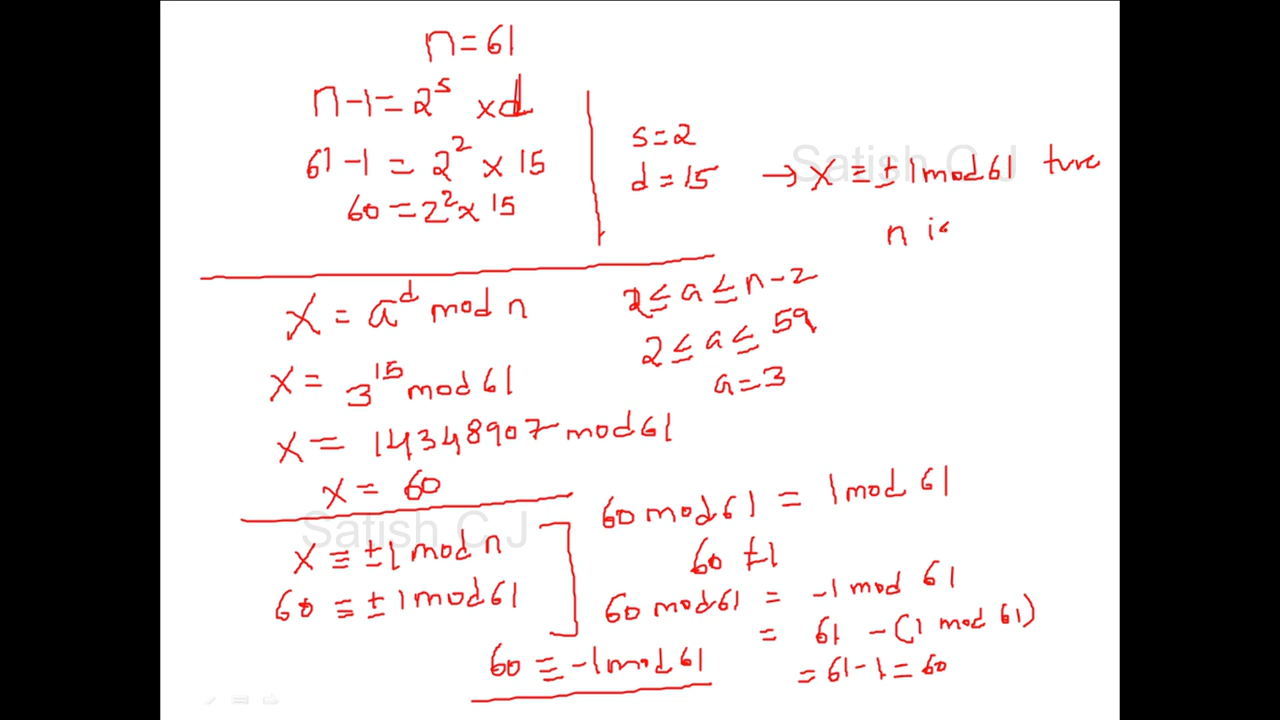 n = 61
n-1 = 2^s x d
61-1 = 2^2 x 15
60 = 2^2 x 15
s=2
d=15
Satish C J
→ X ≡ ±1 mod 61 ture
n is
X = a^d mod n
X = 3^15 mod 61
X = 14348907 mod 61
X = 60
2 ≤ a ≤ n-2
2 ≤ a ≤ 59
a=3
Satish C J
X ≡ ±1 mod n
60 ≡ ±1 mod 61
60 mod 61 = 1 mod 61
60 ≠ 1
60 mod 61 = -1 mod 61
= 61 - (1 mod 61)
= 61-1 = 60
60 ≡ -1 mod 61